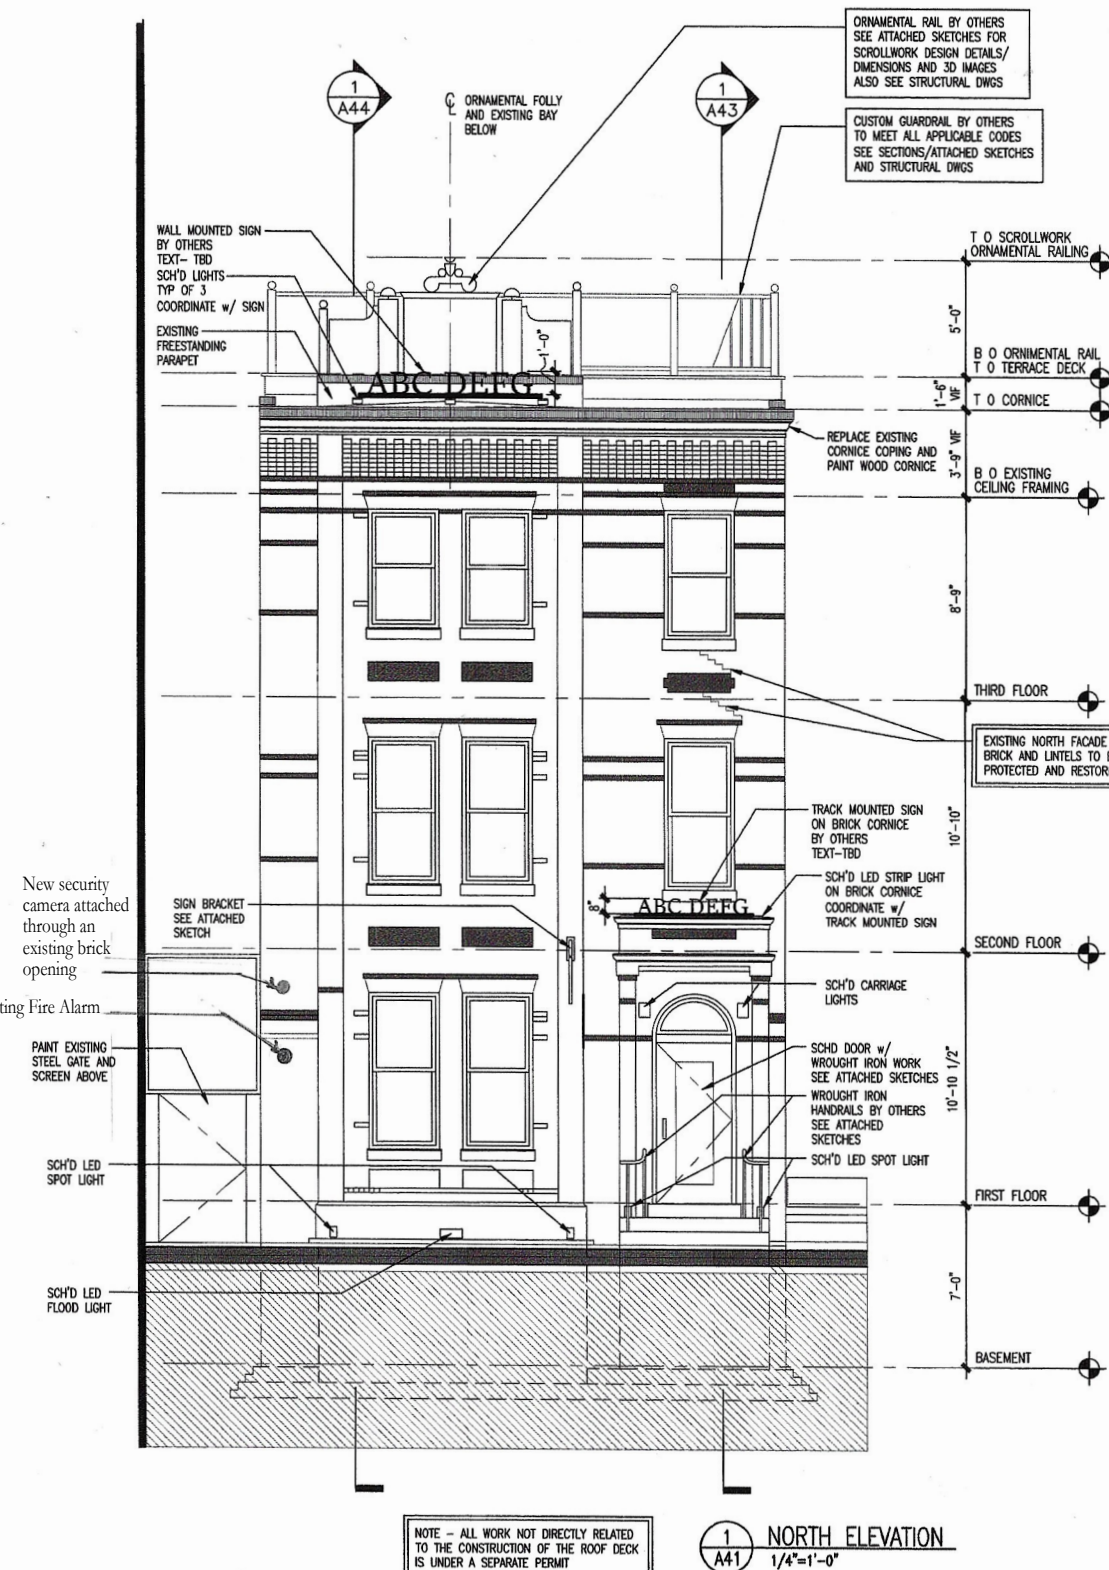 ORNAMENTAL RAIL BY OTHERS
SEE ATTACHED SKETCHES FOR
SCROLLWORK DESIGN DETAILS/
DIMENSIONS AND 3D IMAGES
ALSO SEE STRUCTURAL DWGS
1
A44
℄ ORNAMENTAL FOLLY
AND EXISTING BAY
BELOW
1
A43
CUSTOM GUARDRAIL BY OTHERS
TO MEET ALL APPLICABLE CODES
SEE SECTIONS/ATTACHED SKETCHES
AND STRUCTURAL DWGS
WALL MOUNTED SIGN
BY OTHERS
TEXT- TBD
SCH'D LIGHTS
TYP OF 3
COORDINATE w/ SIGN
EXISTING
FREESTANDING
PARAPET
T O SCROLLWORK
ORNAMENTAL RAILING
5'-0"
1'-0"
B O ORNIMENTAL RAIL
T O TERRACE DECK
ABC DEFG
1'-6"
VIF
T O CORNICE
REPLACE EXISTING
CORNICE COPING AND
PAINT WOOD CORNICE
3'-9" VIF
B O EXISTING
CEILING FRAMING
8'-9"
THIRD FLOOR
EXISTING NORTH FACADE
BRICK AND LINTELS TO
PROTECTED AND
10'-10"
TRACK MOUNTED SIGN
ON BRICK CORNICE
BY OTHERS
TEXT-TBD
SCH'D LED STRIP LIGHT
ON BRICK CORNICE
COORDINATE w/
TRACK MOUNTED SIGN
8"
ABC DEFG
New security
camera attached
through an
existing brick
opening
SIGN BRACKET
SEE ATTACHED
SKETCH
SECOND FLOOR
SCH'D CARRIAGE
LIGHTS
ting Fire Alarm
PAINT EXISTING
STEEL GATE AND
SCREEN ABOVE
SCHD DOOR w/
WROUGHT IRON WORK
SEE ATTACHED SKETCHES
WROUGHT IRON
HANDRAILS BY OTHERS
SEE ATTACHED
SKETCHES
10'-10 1/2"
SCH'D LED
SPOT LIGHT
SCH'D LED SPOT LIGHT
FIRST FLOOR
SCH'D LED
FLOOD LIGHT
7'-0"
BASEMENT
NOTE - ALL WORK NOT DIRECTLY RELATED
TO THE CONSTRUCTION OF THE ROOF DECK
IS UNDER A SEPARATE PERMIT
1
A41
NORTH ELEVATION
1/4"=1'-0"